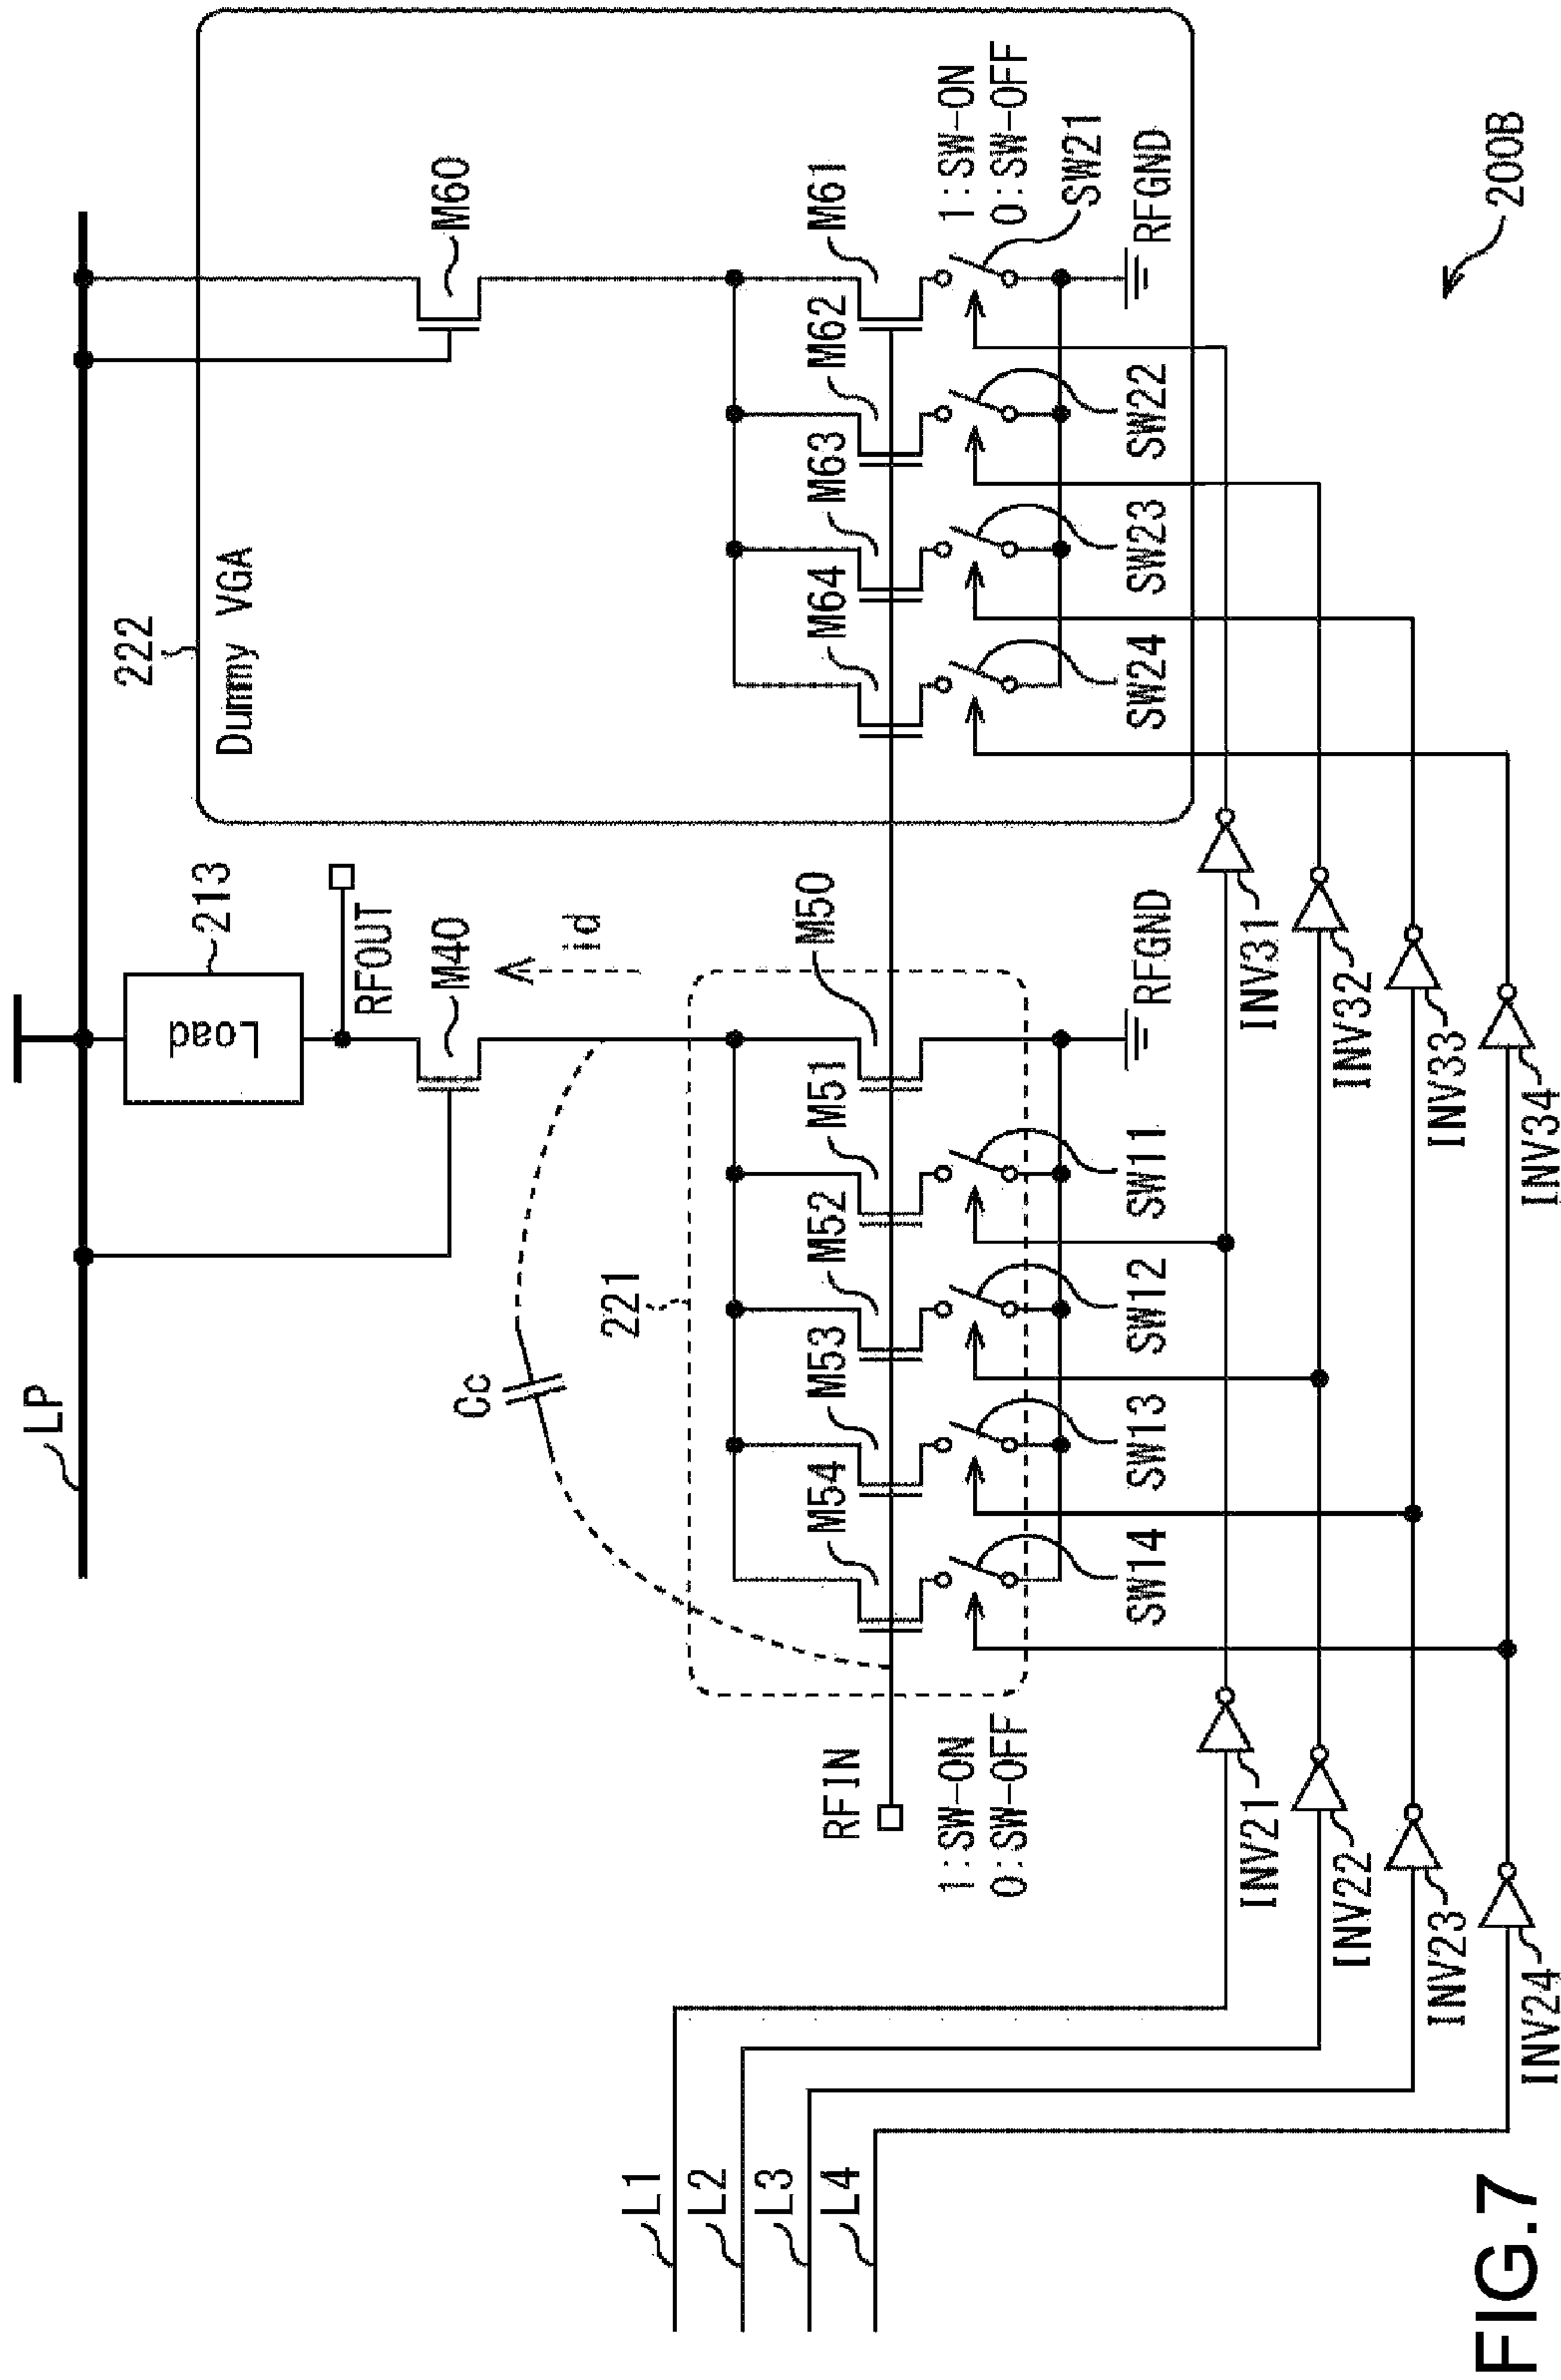 LP
213
Load
RFOUT
222
Dummy VGA
M40
M60
id
Cc
221
M54
M53
M52
M51
M50
M64
M63
M62
M61
RFIN
1:SW-ON
0:SW-OFF
1:SW-ON
0:SW-OFF
SW21
SW14
SW13
SW12
SW11
RFGND
SW24
SW23
SW22
RFGND
L1
L2
L3
L4
INV21
INV22
INV23
INV24
INV31
INV32
INV33
INV34
200B
FIG.7